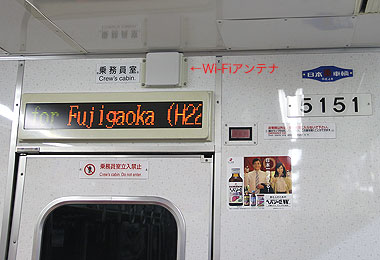 乗務員室
Crew's cabin.
←Wi-Fiアンテナ
日本車輌
5151
for Fujigaoka (H22
乗務員室立入禁止
Crew's cabin. Do not enter.